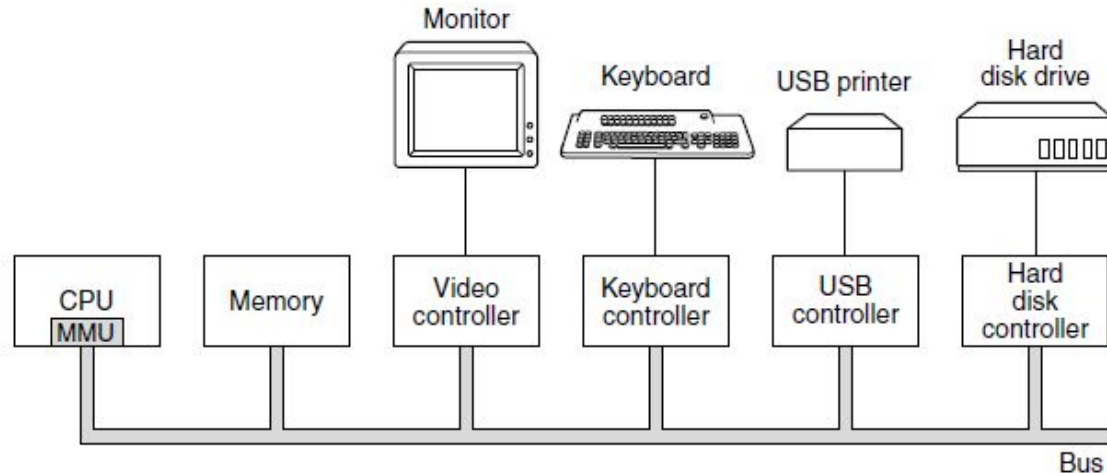 Monitor
Keyboard
USB printer
Hard
disk drive
CPU
MMU
Memory
Video
controller
Keyboard
controller
USB
controller
Hard
disk
controller
Bus